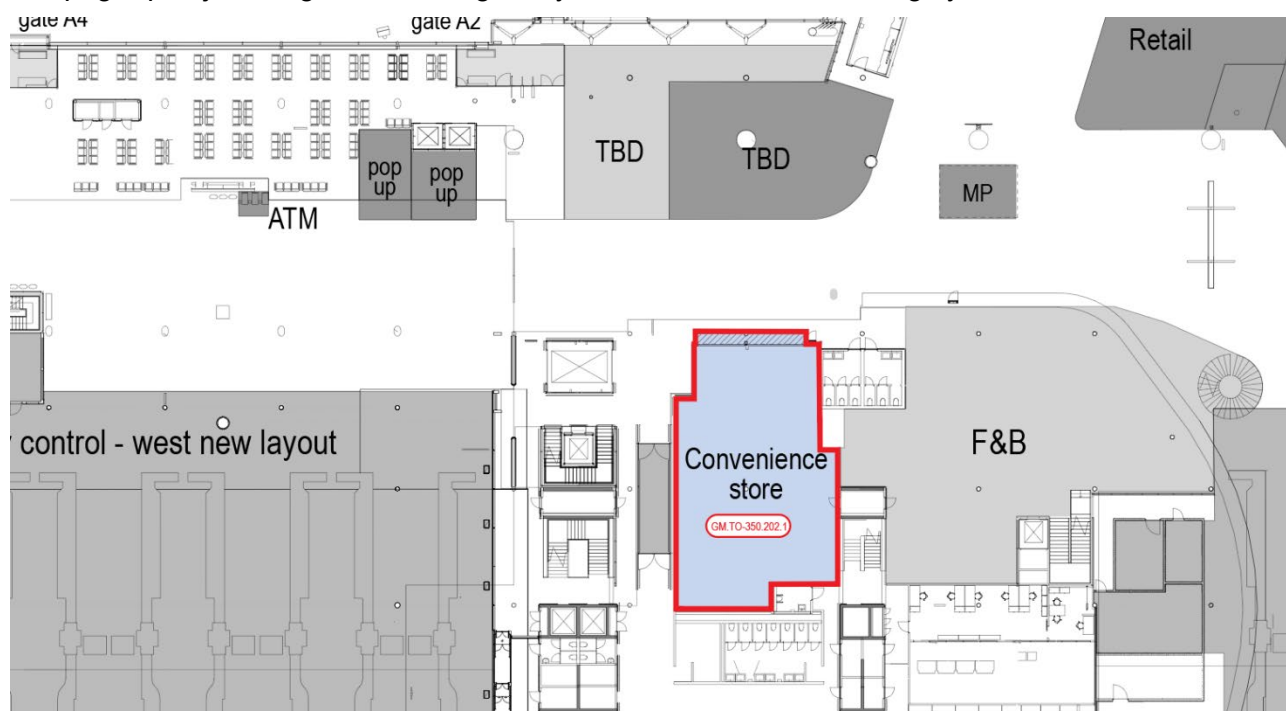 gate A4
gate A2
Retail
TBD
TBD
pop
up
pop
up
MP
ATM
control - west new layout
F&B
Convenience
store
GM.TO-350.202.1